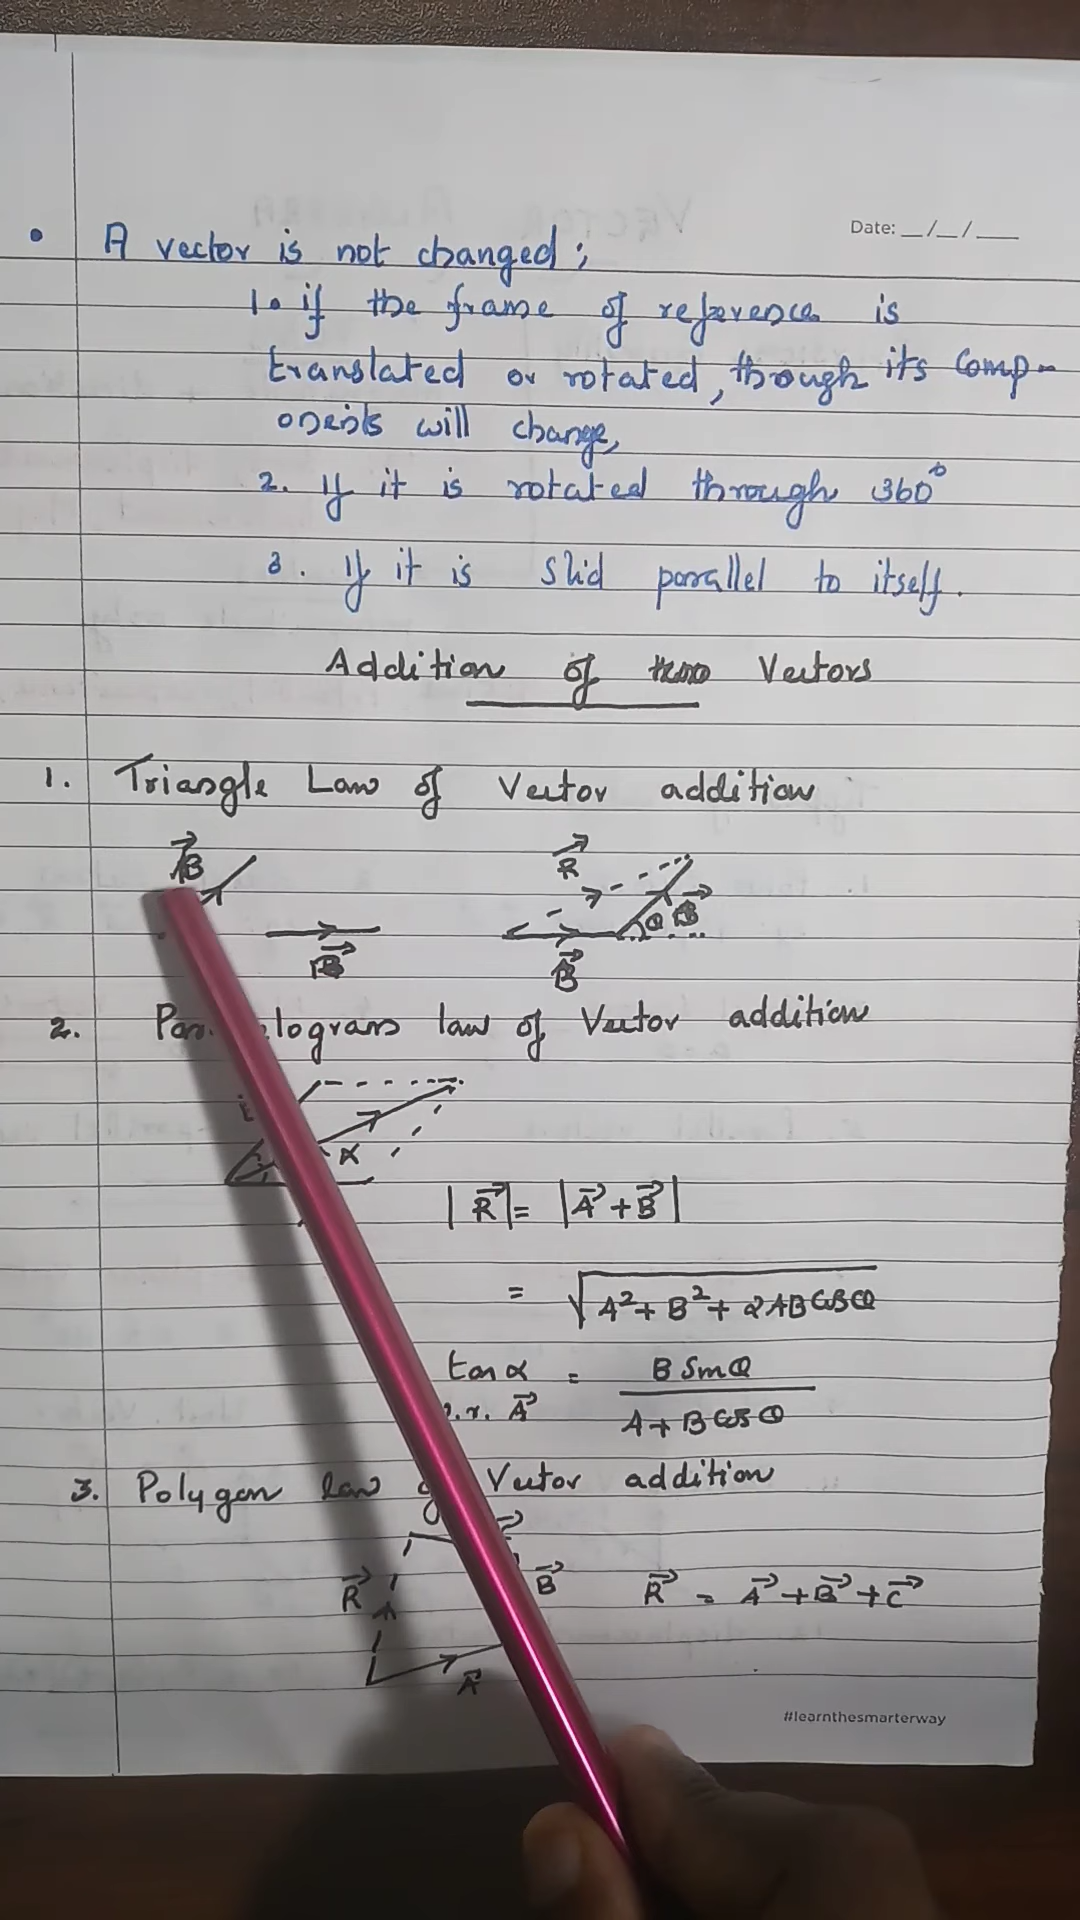 Date: __/__/___
• A vector is not changed;
1. if the frame of reference is
translated or rotated, though its comp-
onents will change,
2. If it is rotated through 360°
3. If it is slid parallel to itself.
Addition of two Vectors
1. Triangle Law of Vector addition
B⃗ R⃗
θ B⃗
2. law of Vector addition
α
|R⃗| = |A⃗ + B⃗|
= √(A² + B² + 2AB cos θ)
tan α = B sin θ / A + B cos θ
A⃗
3. Polygon law Vector addition
R⃗ B⃗ R⃗ = A⃗ + B⃗ + C⃗
A⃗
#learnthesmarterway